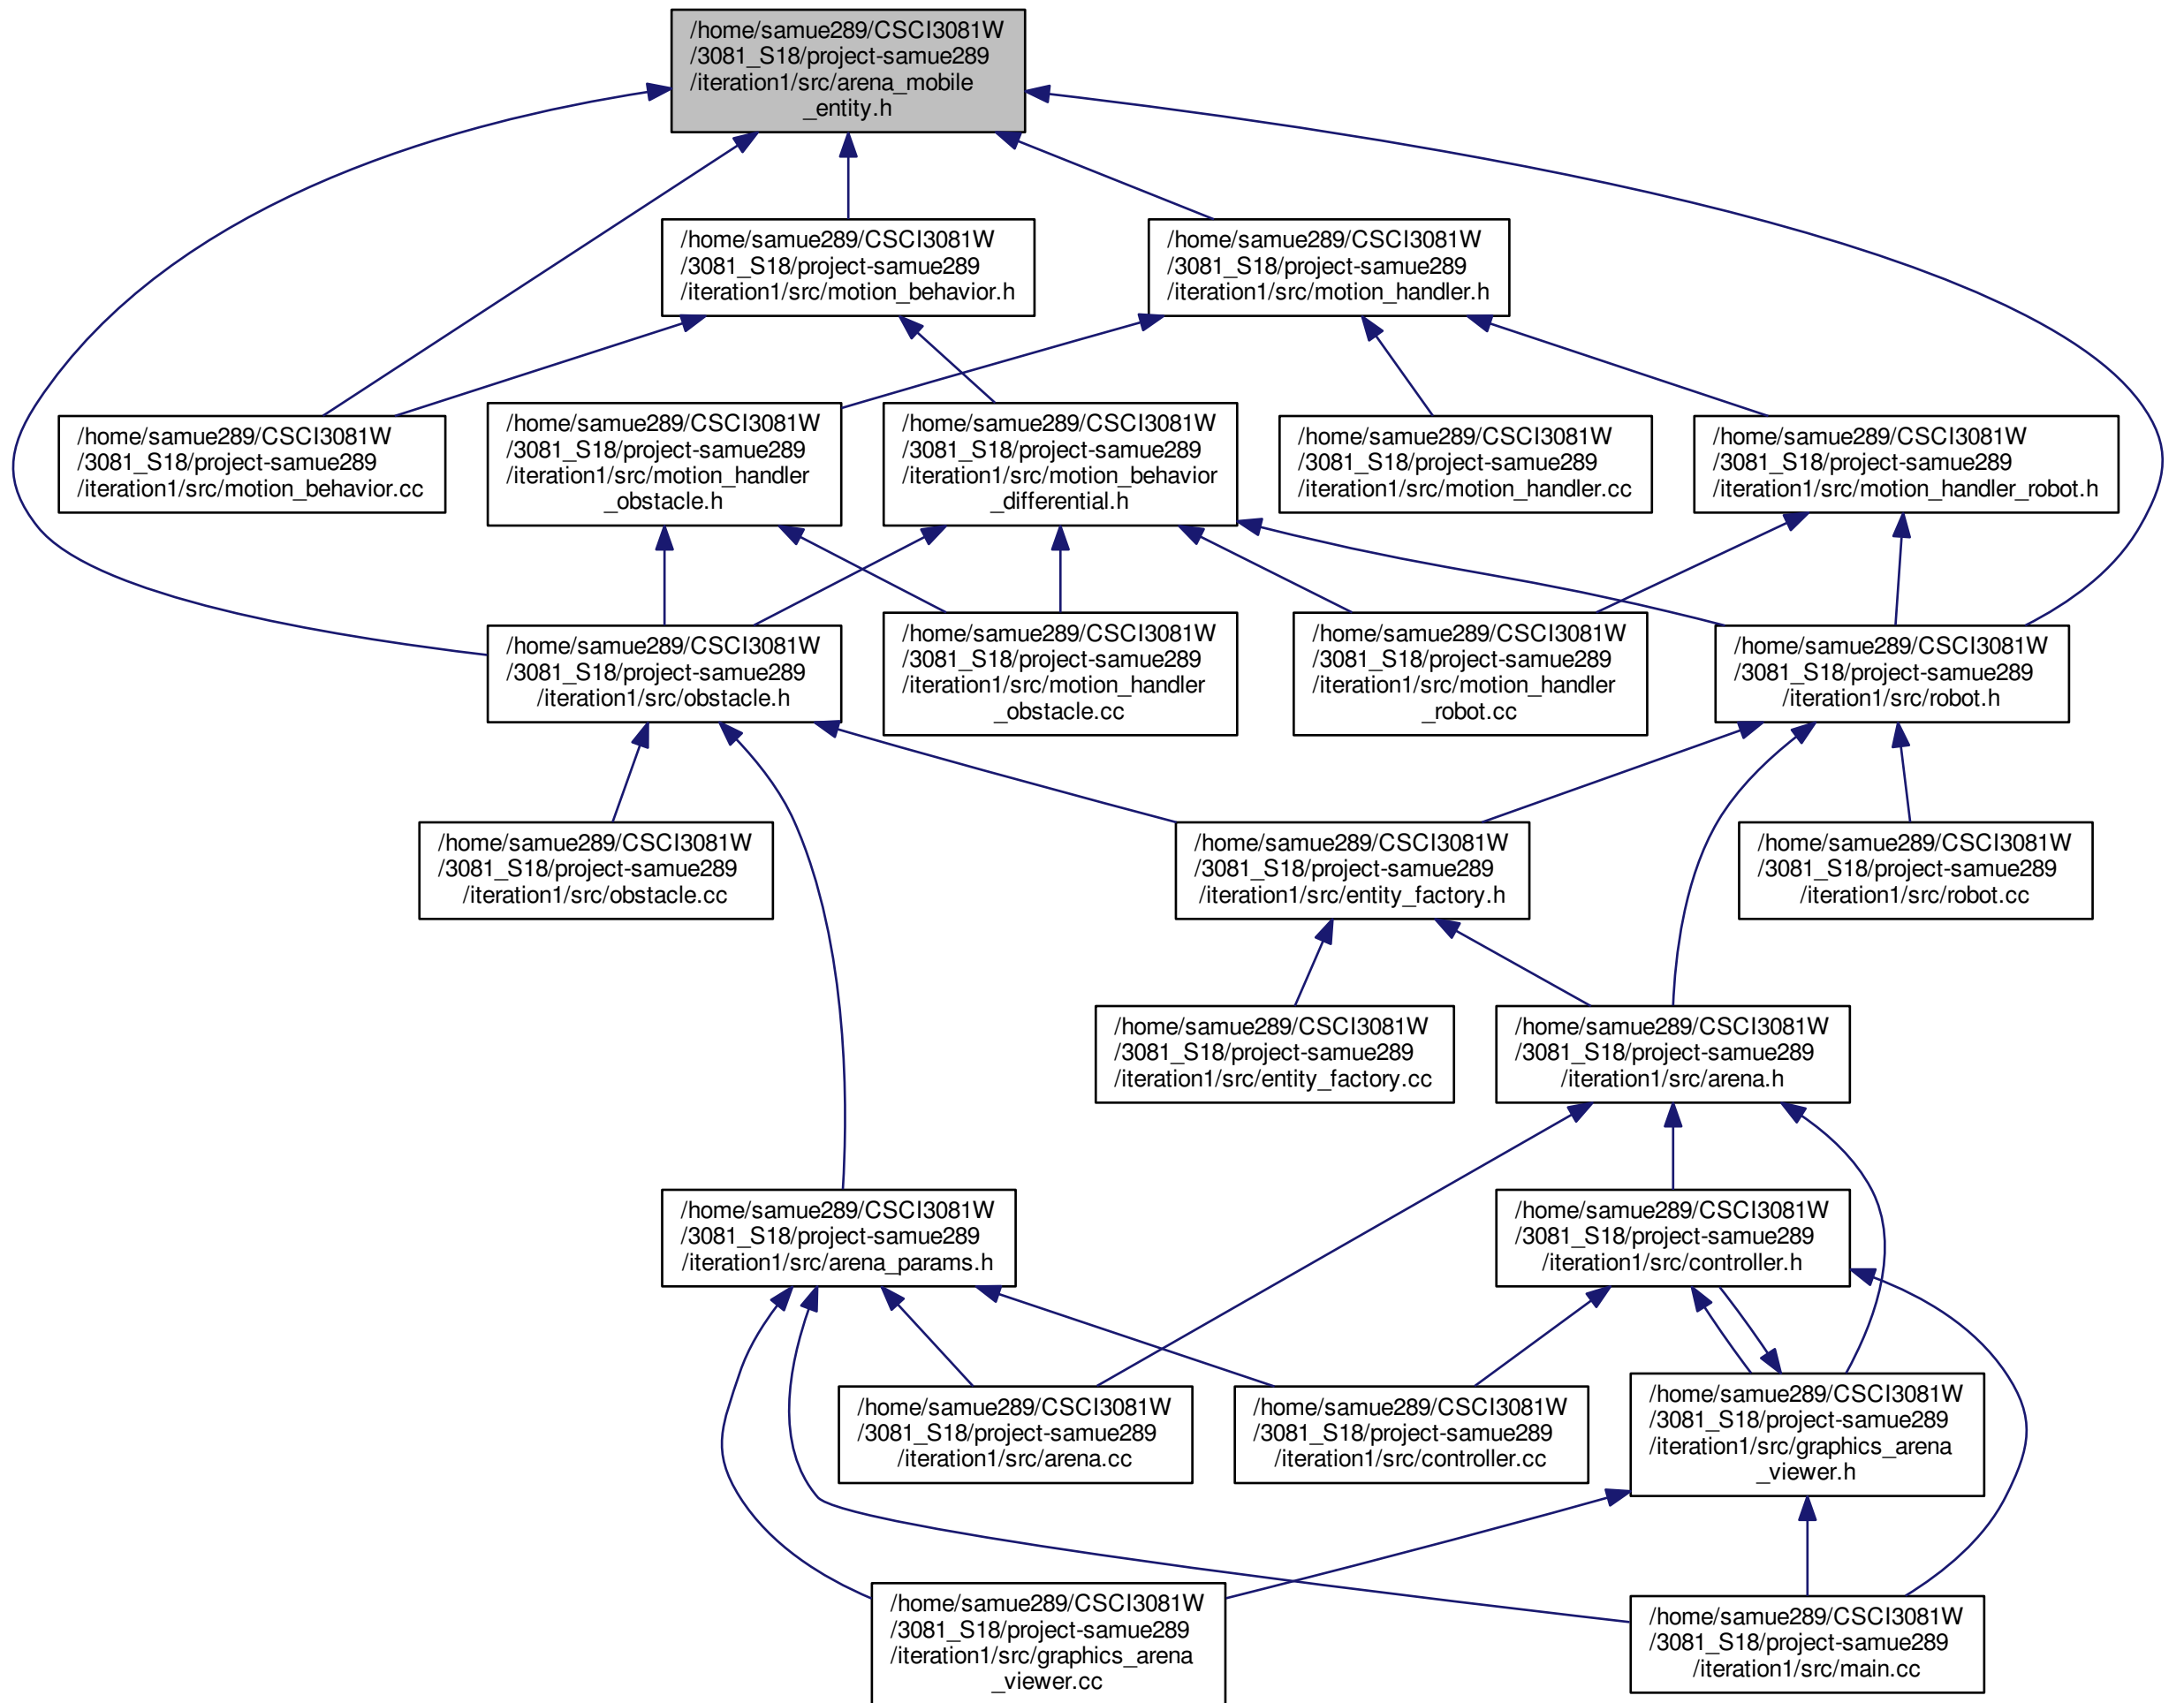 /home/samue289/CSCI3081W
/3081_S18/project-samue289
/iteration1/src/arena_mobile
_entity.h
/home/samue289/CSCI3081W
/3081_S18/project-samue289
/iteration1/src/motion_behavior.h
/home/samue289/CSCI3081W
/3081_S18/project-samue289
/iteration1/src/motion_handler.h
/home/samue289/CSCI3081W
/3081_S18/project-samue289
/iteration1/src/motion_behavior.cc
/home/samue289/CSCI3081W
/3081_S18/project-samue289
/iteration1/src/motion_handler
_obstacle.h
/home/samue289/CSCI3081W
/3081_S18/project-samue289
/iteration1/src/motion_behavior
_differential.h
/home/samue289/CSCI3081W
/3081_S18/project-samue289
/iteration1/src/motion_handler.cc
/home/samue289/CSCI3081W
/3081_S18/project-samue289
/iteration1/src/motion_handler_robot.h
/home/samue289/CSCI3081W
/3081_S18/project-samue289
/iteration1/src/obstacle.h
/home/samue289/CSCI3081W
/3081_S18/project-samue289
/iteration1/src/motion_handler
_obstacle.cc
/home/samue289/CSCI3081W
/3081_S18/project-samue289
/iteration1/src/motion_handler
_robot.cc
/home/samue289/CSCI3081W
/3081_S18/project-samue289
/iteration1/src/robot.h
/home/samue289/CSCI3081W
/3081_S18/project-samue289
/iteration1/src/obstacle.cc
/home/samue289/CSCI3081W
/3081_S18/project-samue289
/iteration1/src/entity_factory.h
/home/samue289/CSCI3081W
/3081_S18/project-samue289
/iteration1/src/robot.cc
/home/samue289/CSCI3081W
/3081_S18/project-samue289
/iteration1/src/entity_factory.cc
/home/samue289/CSCI3081W
/3081_S18/project-samue289
/iteration1/src/arena.h
/home/samue289/CSCI3081W
/3081_S18/project-samue289
/iteration1/src/arena_params.h
/home/samue289/CSCI3081W
/3081_S18/project-samue289
/iteration1/src/controller.h
/home/samue289/CSCI3081W
/3081_S18/project-samue289
/iteration1/src/arena.cc
/home/samue289/CSCI3081W
/3081_S18/project-samue289
/iteration1/src/controller.cc
/home/samue289/CSCI3081W
/3081_S18/project-samue289
/iteration1/src/graphics_arena
_viewer.h
/home/samue289/CSCI3081W
/3081_S18/project-samue289
/iteration1/src/graphics_arena
_viewer.cc
/home/samue289/CSCI3081W
/3081_S18/project-samue289
/iteration1/src/main.cc